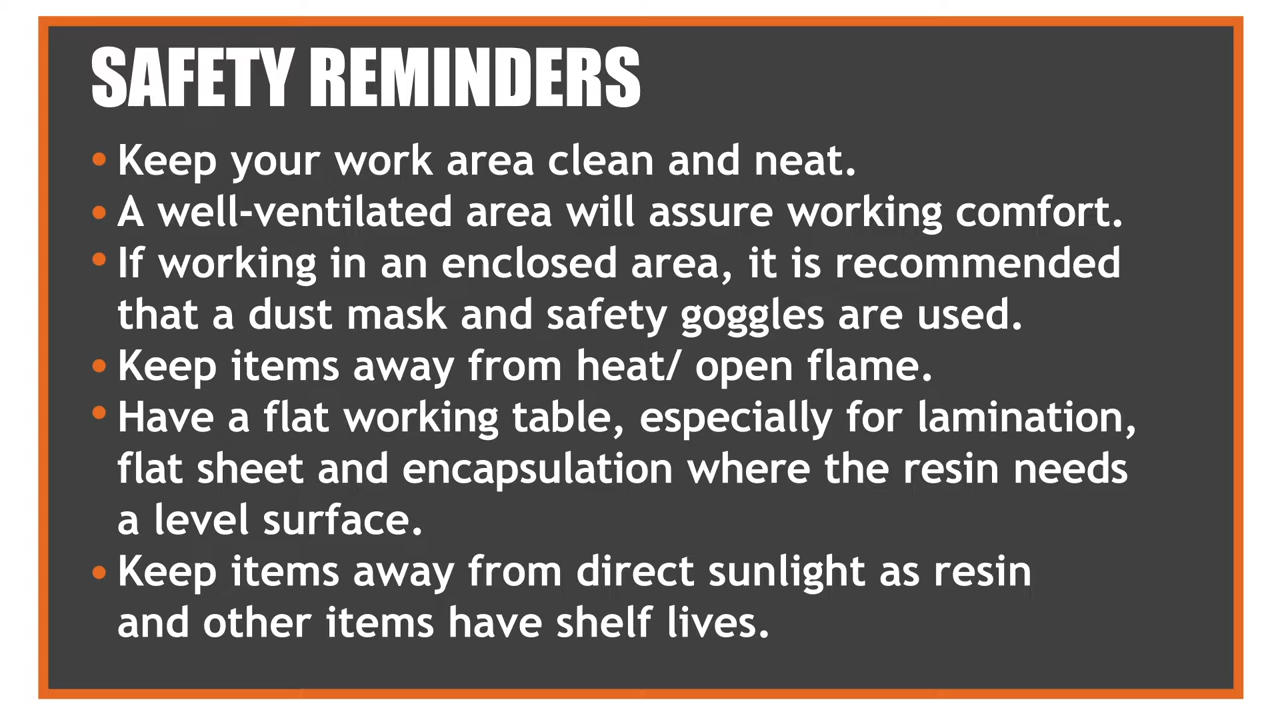 SAFETY REMINDERS
• Keep your work area clean and neat.
• A well-ventilated area will assure working comfort.
• If working in an enclosed area, it is recommended
that a dust mask and safety goggles are used.
• Keep items away from heat/ open flame.
• Have a flat working table, especially for lamination,
flat sheet and encapsulation where the resin needs
a level surface.
• Keep items away from direct sunlight as resin
and other items have shelf lives.